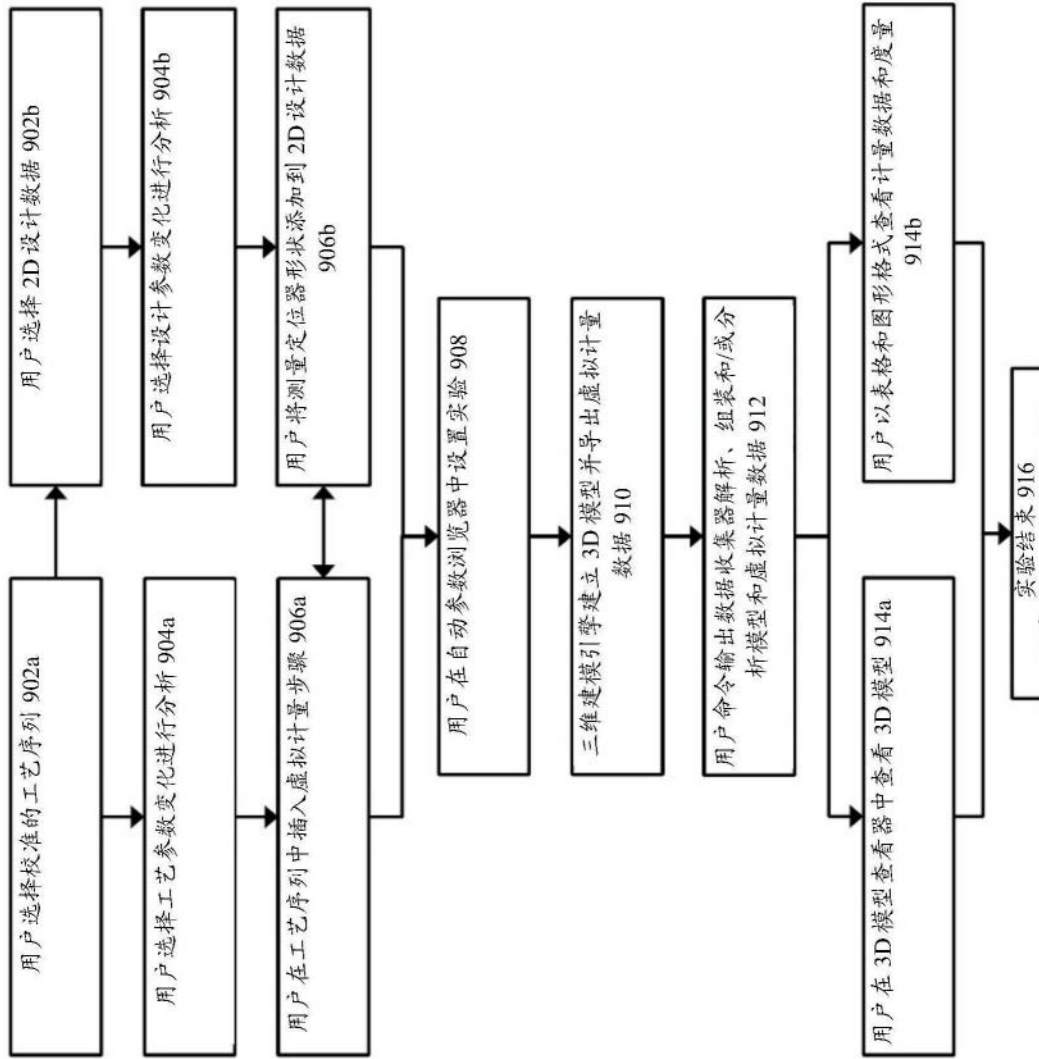 用户选择校准的工艺序列 902a
用户选择 2D 设计数据 902b
用户选择工艺参数变化进行分析 904a
用户选择设计参数变化进行分析 904b
用户在工艺序列中插入虚拟计量步骤 906a
用户将测量定位器形状添加到 2D 设计数据
906b
用户在自动参数浏览器中设置实验 908
三维建模引擎建立 3D 模型并导出虚拟计量
数据 910
用户命令输出数据收集器解析、组装和/或分
析模型和虚拟计量数据 912
用户在 3D 模型查看器中查看 3D 模型 914a
用户以表格和图形格式查看计量数据和度量
914b
实验结束 916